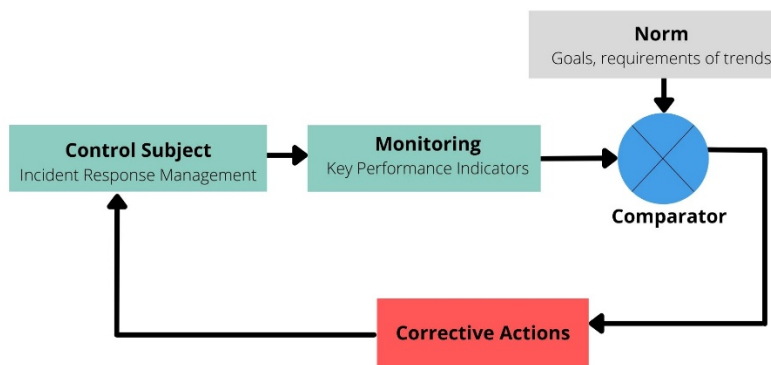 Norm
Goals, requirements of trends
Control Subject
Incident Response Management
Monitoring
Key Performance Indicators
Comparator
Corrective Actions